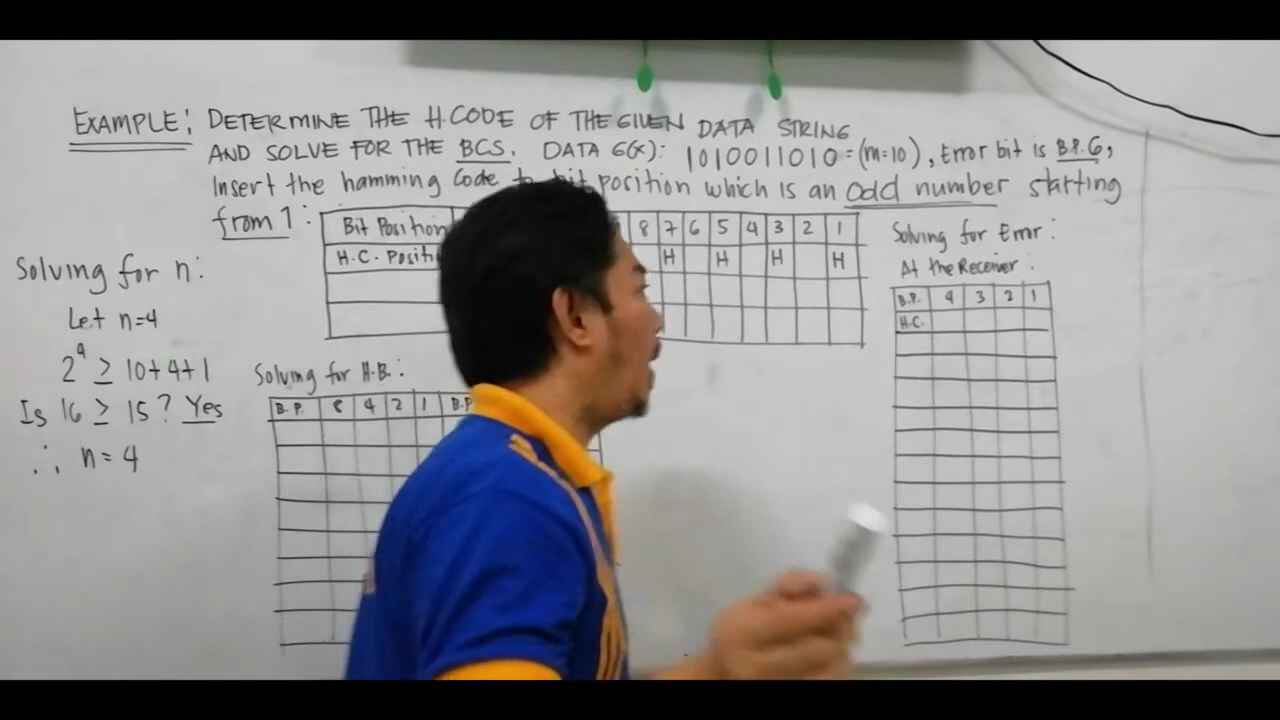 EXAMPLE: DETERMINE THE H.CODE OF THE GIVEN DATA STRING
AND SOLVE FOR THE BCS. DATA G(X): 1010011010=(m=10), Error bit is B.P.6,
Insert the hamming Code to bit position which is an odd number starting
from 1:
Bit Position 8 7 6 5 4 3 2 1
H.C. Positi H H H H
Solving for n:
Let n=4
2^4 ≥ 10+4+1
Is 16 ≥ 15? Yes
∴ n=4
Solving for H.B.:
B.P. 8 4 2 1 B.P
Solving for Error:
At the Receiver:
B.P. 4 3 2 1
H.C.